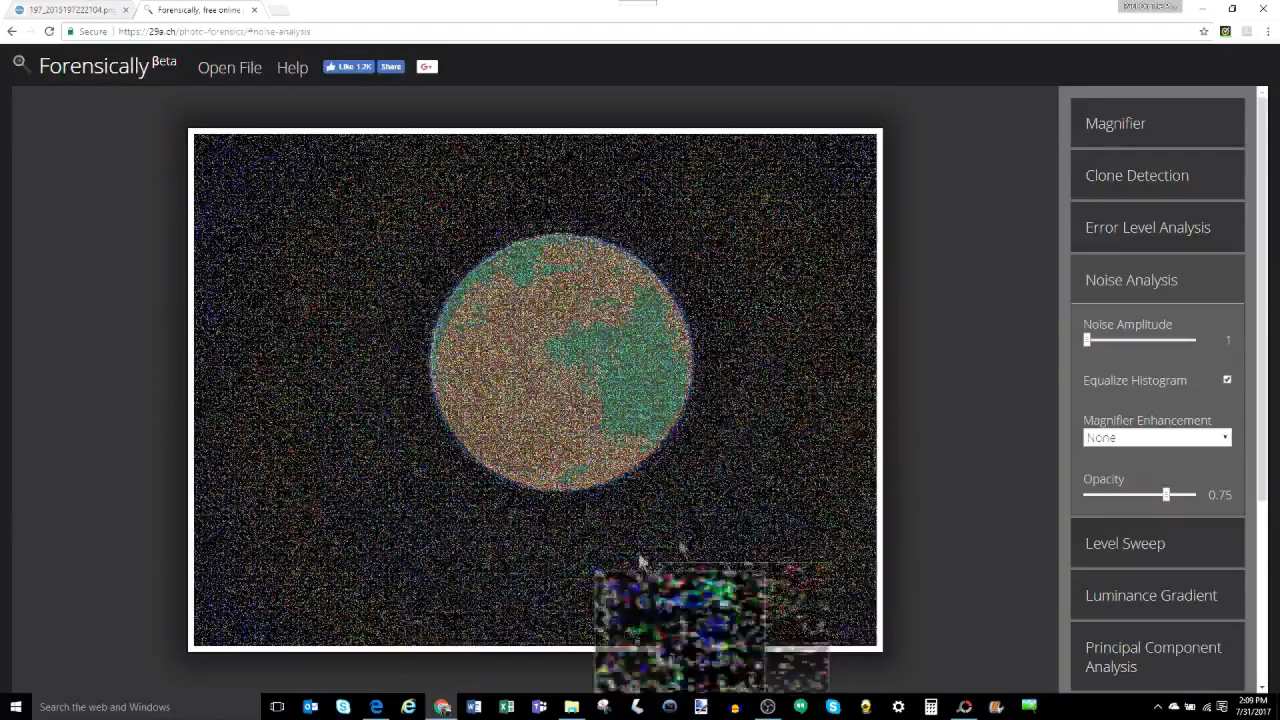 197_2015197222104.png
Forensically, free online
Secure
https://29a.ch/photo-forensics/#noise-analysis
Forensically Beta
Open File
Help
Like 1.2K
Share
G+
Magnifier
Clone Detection
Error Level Analysis
Noise Analysis
Noise Amplitude
1
Equalize Histogram
Magnifier Enhancement
None
Opacity
0.75
Level Sweep
Luminance Gradient
Principal Component
Analysis
Search the web and Windows
2:09 PM
7/31/2017